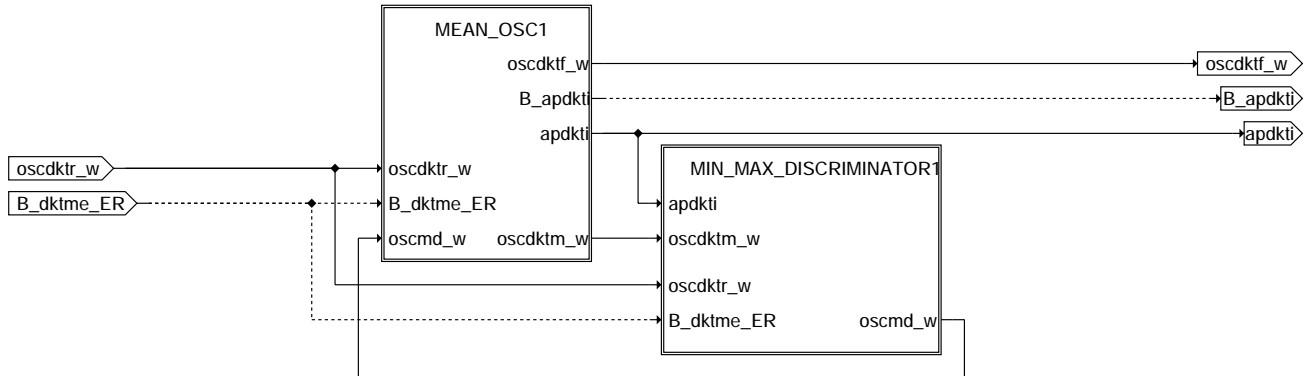 MEAN_OSC1
oscdktf_w
oscdktf_w
B_apdkti
B_apdkti
apdkti
apdkti
oscdktr_w
oscdktr_w
MIN_MAX_DISCRIMINATOR1
B_dktme_ER
B_dktme_ER
apdkti
oscmd_w
oscdktm_w
oscdktm_w
oscdktr_w
B_dktme_ER
oscmd_w